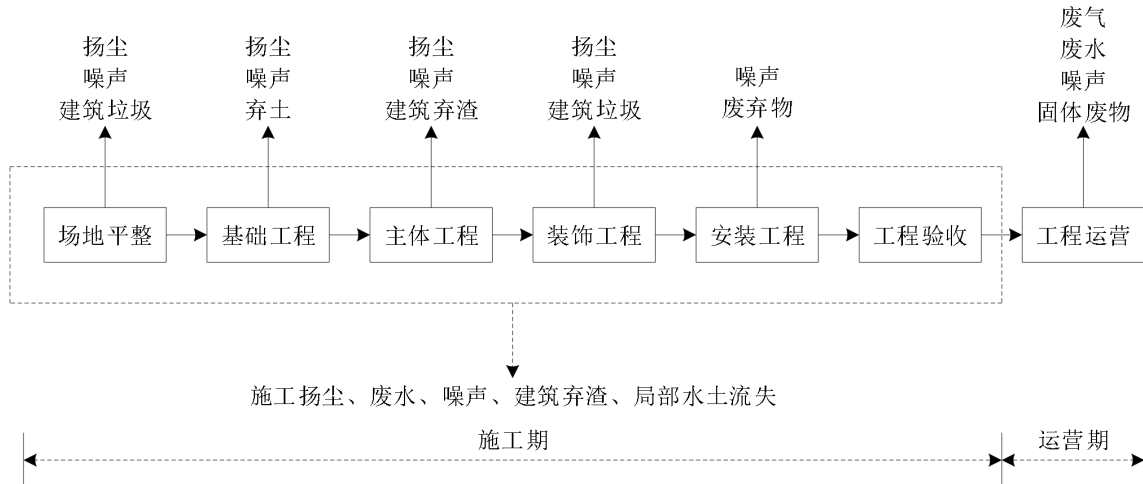 扬尘
噪声
建筑垃圾
扬尘
噪声
弃土
扬尘
噪声
建筑弃渣
扬尘
噪声
建筑垃圾
噪声
废弃物
废气
废水
噪声
固体废物
场地平整
基础工程
主体工程
装饰工程
安装工程
工程验收
工程运营
施工扬尘、废水、噪声、建筑弃渣、局部水土流失
施工期
运营期